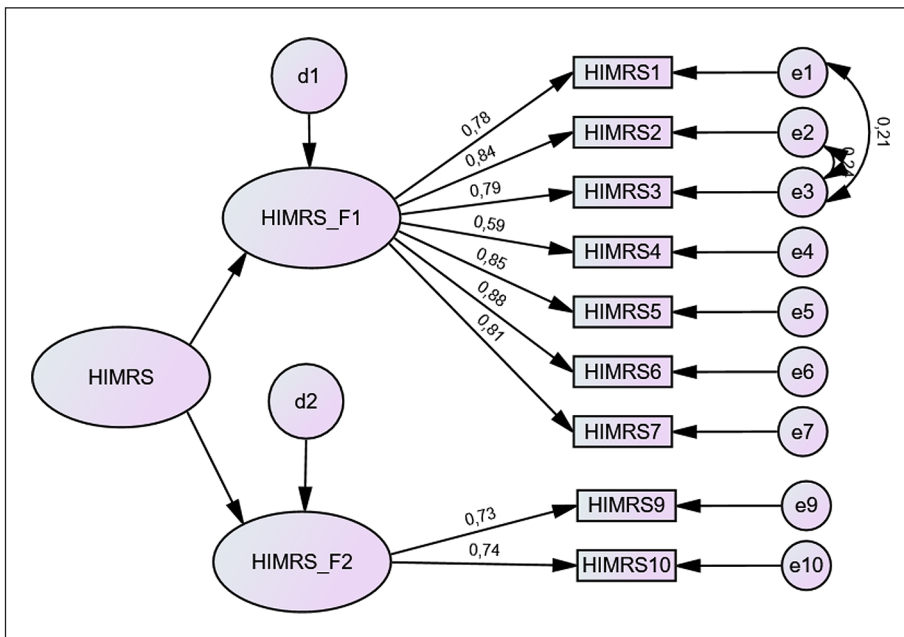 d1
HIMRS_F1
HIMRS
d2
HIMRS_F2
0,78
0,84
0,79
0,59
0,85
0,88
0,81
0,73
0,74
HIMRS1
HIMRS2
HIMRS3
HIMRS4
HIMRS5
HIMRS6
HIMRS7
HIMRS9
HIMRS10
e1
e2
e3
e4
e5
e6
e7
e9
e10
0,24
0,21